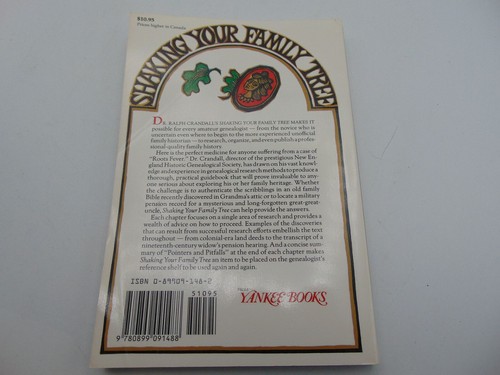 $10.95
Prices higher in Canada
SHAKING YOUR FAMILY TREE
DR. RALPH CRANDALL'S SHAKING YOUR FAMILY TREE MAKES IT
possible for every amateur genealogist — from the novice who is
uncertain even where to begin to the more experienced unofficial
family historian — to research, organize, and even publish a profes-
sional-quality family history.
Here is the perfect medicine for anyone suffering from a case of
"Roots Fever." Dr. Crandall, director of the prestigious New Eng-
land Historic Genealogical Society, has drawn on his vast knowl-
edge and experience in genealogical research methods to produce a
thorough, practical guidebook that will prove invaluable to any-
one serious about exploring his or her family heritage. Whether
the challenge is to authenticate the scribblings in an old family
Bible recently discovered in Grandma's attic or to locate a military
pension record for a mysterious and long-forgotten great-great-
uncle, Shaking Your Family Tree can help provide the answers.
Each chapter focuses on a single area of research and provides a
wealth of advice on how to proceed. Examples of the discoveries
that can result from successful research efforts embellish the text
throughout — from colonial-era land deeds to the transcript of a
nineteenth-century widow's pension hearing. And a concise sum-
mary of "Pointers and Pitfalls" at the end of each chapter makes
Shaking Your Family Tree an item to be placed on the genealogist's
reference shelf to be used again and again.
ISBN 0-89909-148-2
51095
9 780899 091488
YANKEE BOOKS